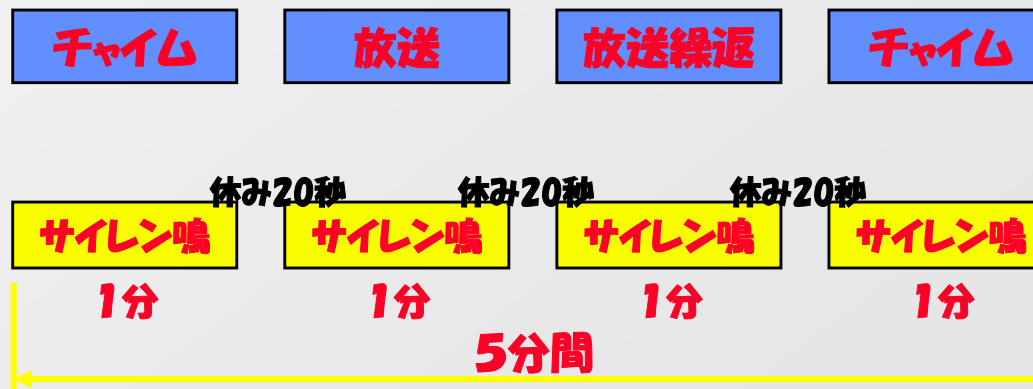 チャイム 放送 放送繰返 チャイム
休み20秒 休み20秒 休み20秒
サイレン鳴 サイレン鳴 サイレン鳴 サイレン鳴
1分 1分 1分 1分
5分間